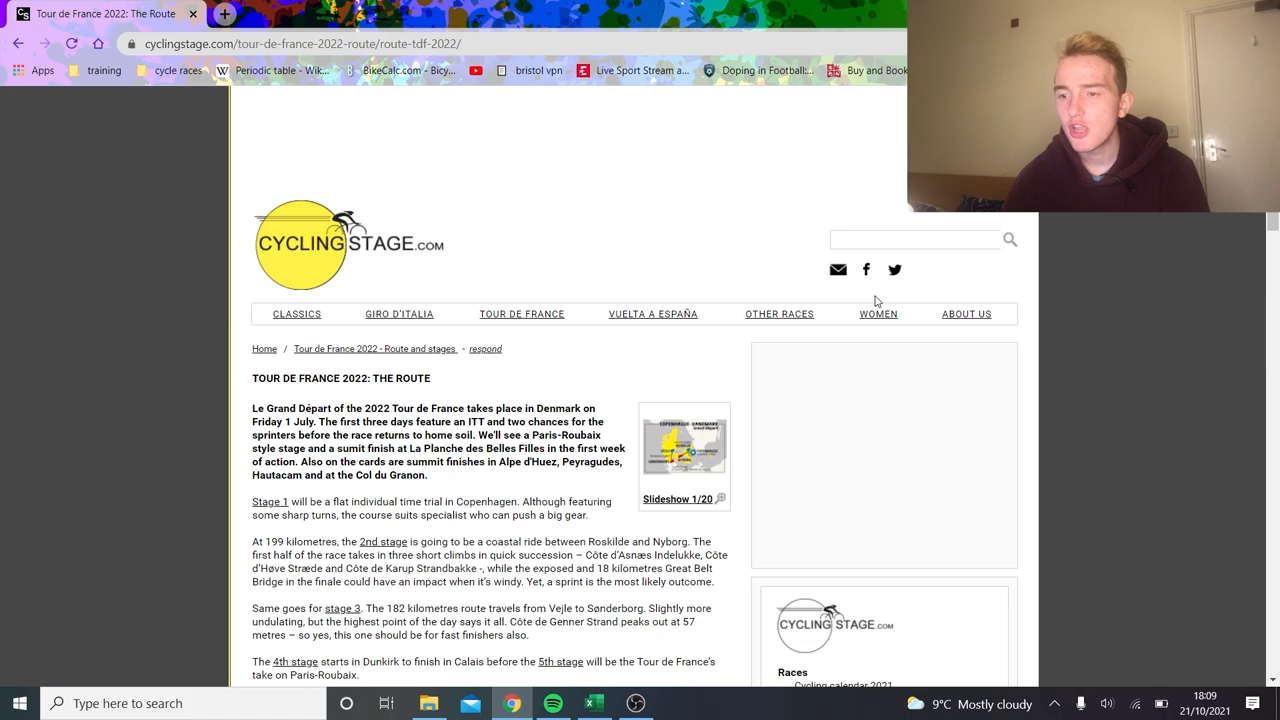 Tour de France 2022: The Route
cyclingstage.com/tour-de-france-2022-route/route-tdf-2022/
Apps training cycle races Periodic table - Wik... BikeCalc.com - Bicy... bristol vpn Live Sport Stream a... Doping in Football:... Buy and Book
CYCLINGSTAGE.COM
CLASSICS GIRO D'ITALIA TOUR DE FRANCE VUELTA A ESPAÑA OTHER RACES WOMEN ABOUT US
Home / Tour de France 2022 - Route and stages - respond
TOUR DE FRANCE 2022: THE ROUTE
Le Grand Départ of the 2022 Tour de France takes place in Denmark on
Friday 1 July. The first three days feature an ITT and two chances for the
sprinters before the race returns to home soil. We'll see a Paris-Roubaix
style stage and a sumit finish at La Planche des Belles Filles in the first week
of action. Also on the cards are summit finishes in Alpe d'Huez, Peyragudes,
Hautacam and at the Col du Granon.
Slideshow 1/20
Stage 1 will be a flat individual time trial in Copenhagen. Although featuring
some sharp turns, the course suits specialist who can push a big gear.
At 199 kilometres, the 2nd stage is going to be a coastal ride between Roskilde and Nyborg. The
first half of the race takes in three short climbs in quick succession – Côte d'Asnæs Indelukke, Côte
d'Høve Stræde and Côte de Karup Strandbakke -, while the exposed and 18 kilometres Great Belt
Bridge in the finale could have an impact when it's windy. Yet, a sprint is the most likely outcome.
Same goes for stage 3. The 182 kilometres route travels from Vejle to Sønderborg. Slightly more
undulating, but the highest point of the day says it all. Côte de Genner Strand peaks out at 57
metres – so yes, this one should be for fast finishers also.
The 4th stage starts in Dunkirk to finish in Calais before the 5th stage will be the Tour de France's
take on Paris-Roubaix.
CYCLINGSTAGE.COM
Races
Cycling calendar 2021
Type here to search
9°C Mostly cloudy
18:09
21/10/2021